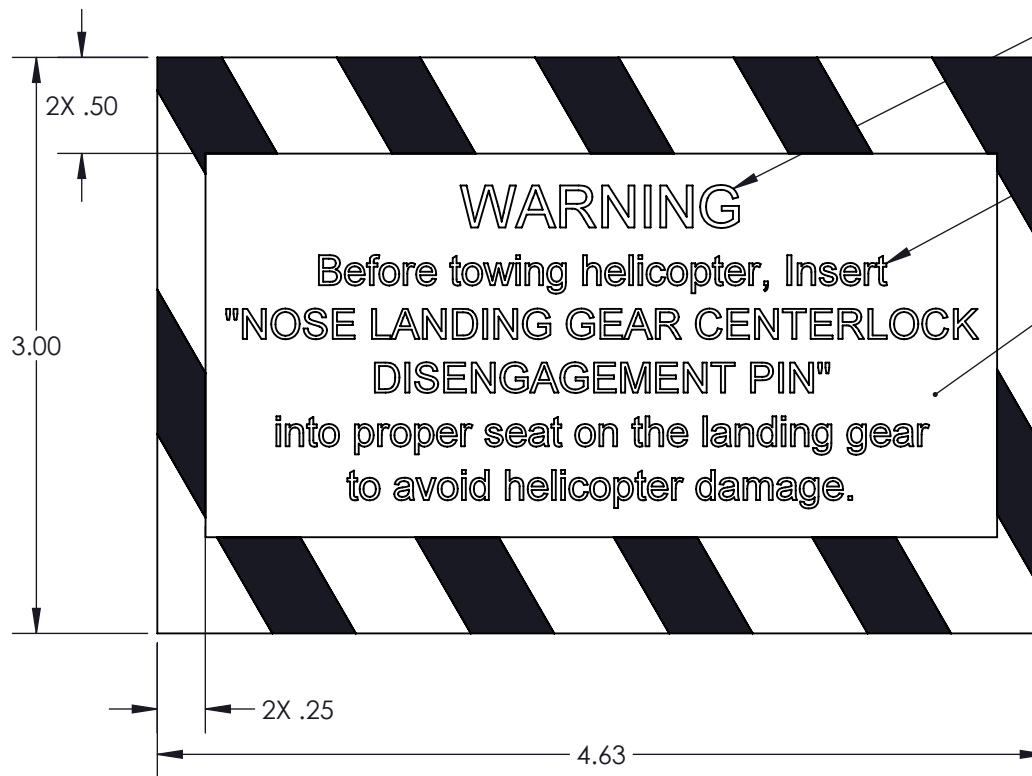 2X .50
WARNING
Before towing helicopter, Insert
"NOSE LANDING GEAR CENTERLOCK
DISENGAGEMENT PIN"
into proper seat on the landing gear
to avoid helicopter damage.
3.00
2X .25
4.63